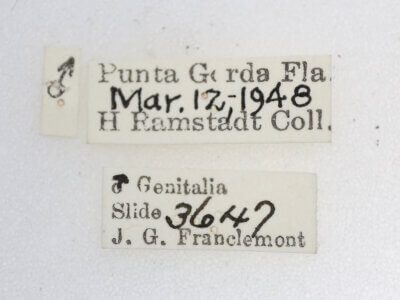 ♂
Punta Gorda Fla.
Mar. 12, 1948
H Ramstadt Coll.
♂ Genitalia
Slide 3647
J. G. Franclemont